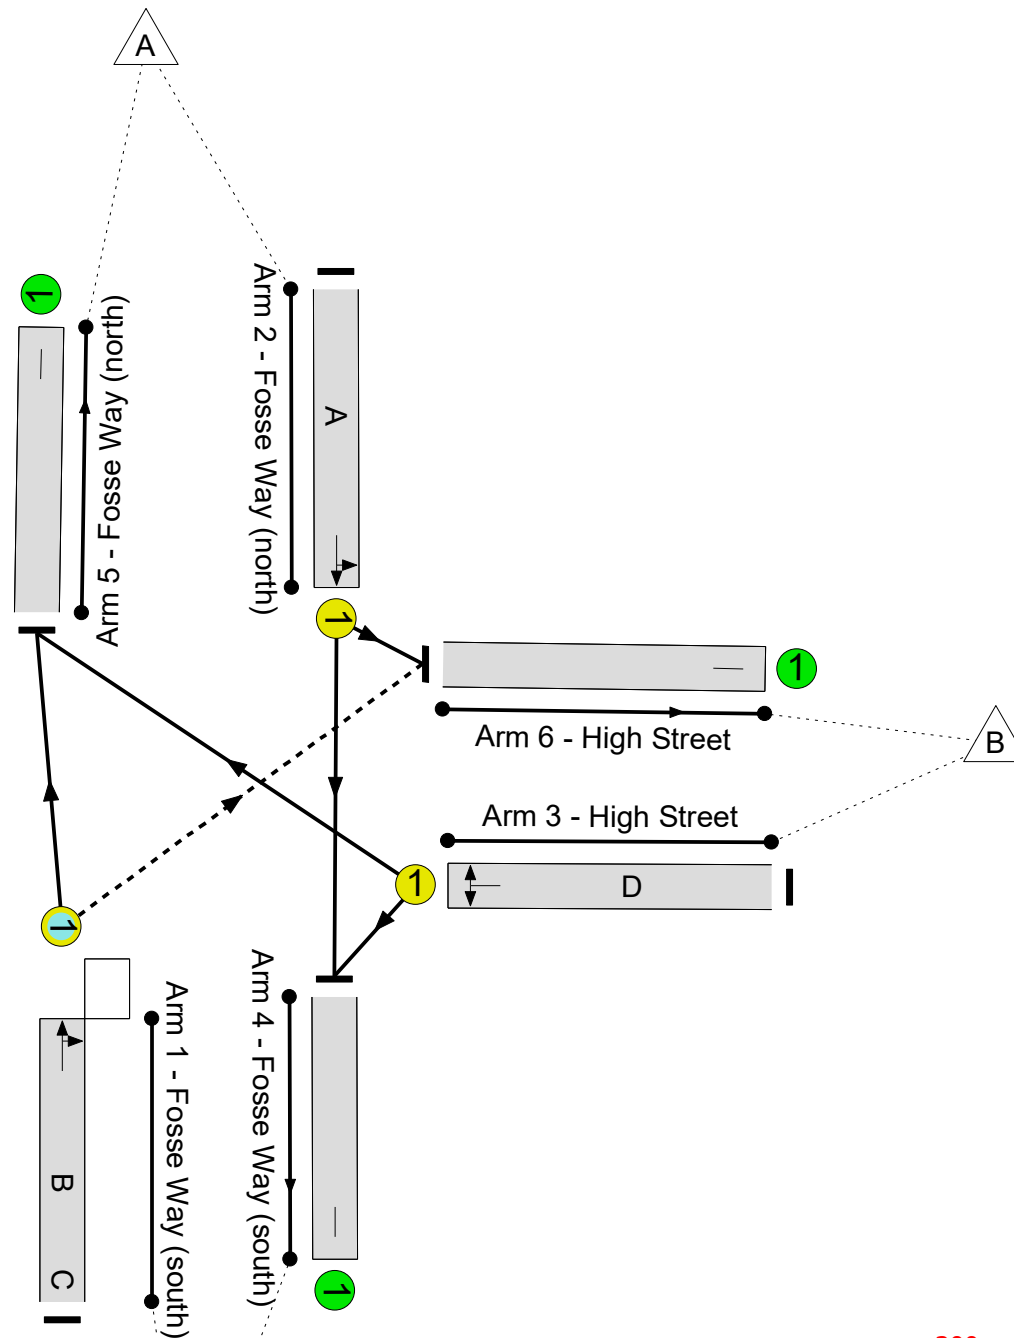 A
1
Arm 5 - Fosse Way (north)
Arm 2 - Fosse Way (north)
A
1
1
Arm 6 - High Street
B
Arm 3 - High Street
1
D
1
Arm 1 - Fosse Way (south)
B
C
Arm 4 - Fosse Way (south)
1